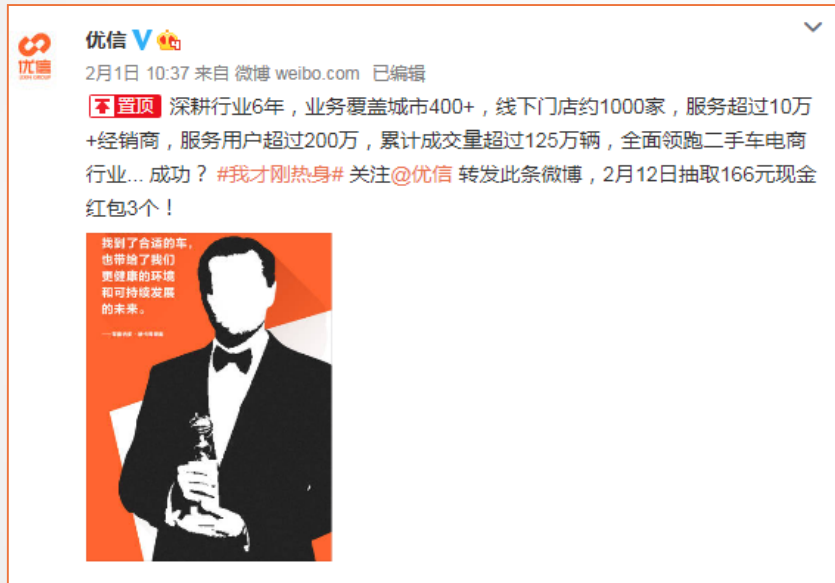 优信
优信
2月1日 10:37 来自 微博 weibo.com 已编辑
置顶 深耕行业6年，业务覆盖城市400+，线下门店约1000家，服务超过10万
+经销商，服务用户超过200万，累计成交量超过125万辆，全面领跑二手车电商
行业... 成功？ #我才刚热身# 关注@优信 转发此条微博，2月12日抽取166元现金
红包3个！
找到了合适的车，
也带给了我们
更健康的环境
和可持续发展
的未来。